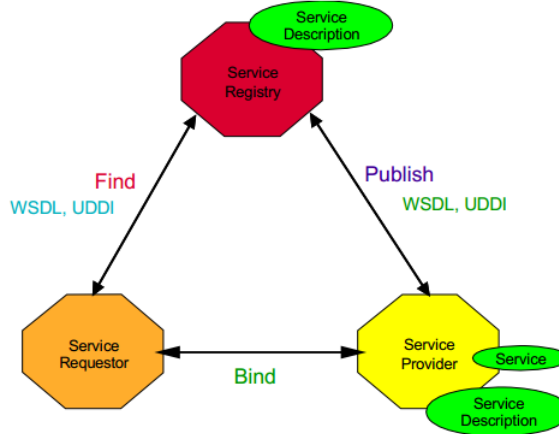 Service
Description
Service
Registry
Find
WSDL, UDDI
Publish
WSDL, UDDI
Service
Requestor
Bind
Service
Provider
Service
Service
Description